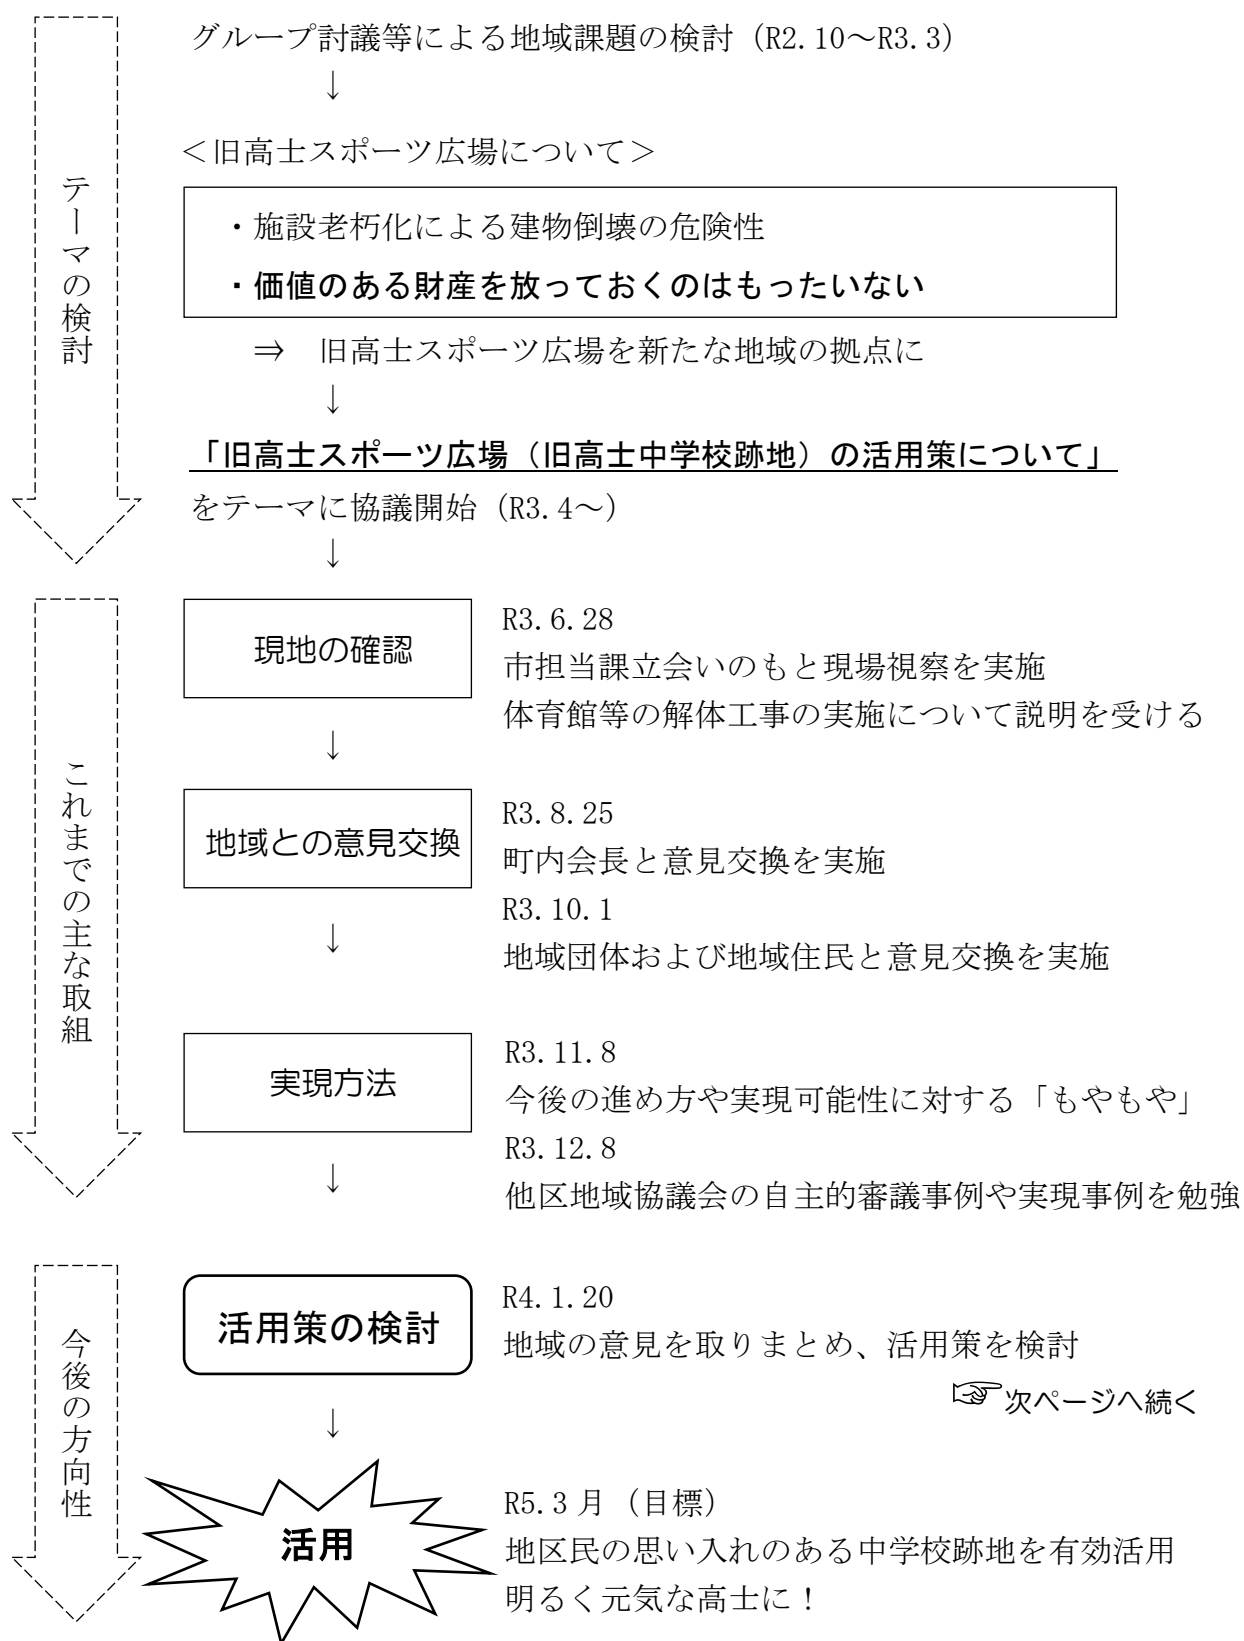 テーマの検討
グループ討議等による地域課題の検討（R2.10～R3.3）
↓
＜旧高士スポーツ広場について＞
・施設老朽化による建物倒壊の危険性
・価値のある財産を放っておくのはもったいない
⇒　旧高士スポーツ広場を新たな地域の拠点に
↓
「旧高士スポーツ広場（旧高士中学校跡地）の活用策について」
をテーマに協議開始（R3.4～）
↓
これまでの主な取組
現地の確認
R3.6.28
市担当課立会いのもと現場視察を実施
体育館等の解体工事の実施について説明を受ける
↓
地域との意見交換
R3.8.25
町内会長と意見交換を実施
R3.10.1
地域団体および地域住民と意見交換を実施
↓
実現方法
R3.11.8
今後の進め方や実現可能性に対する「もやもや」
R3.12.8
他区地域協議会の自主的審議事例や実現事例を勉強
↓
今後の方向性
活用策の検討
R4.1.20
地域の意見を取りまとめ、活用策を検討
☞次ページへ続く
↓
活用
R5.3月（目標）
地区民の思い入れのある中学校跡地を有効活用
明るく元気な高士に！